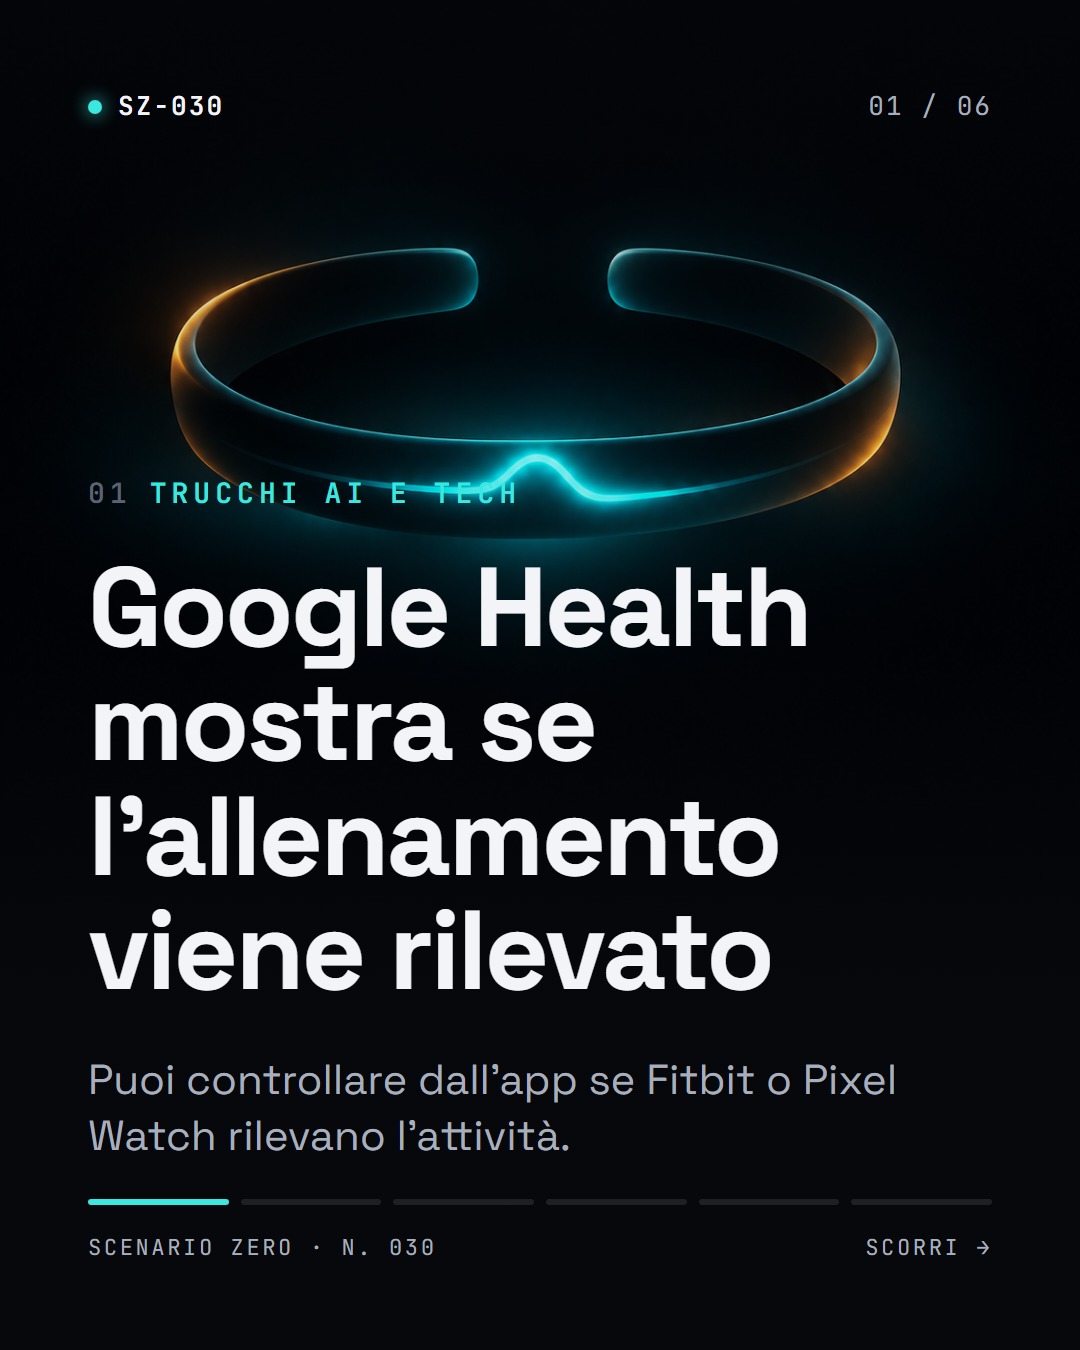 SZ-030
01 / 06
01 TRUCCHI AI E TECH
Google Health
mostra se
l’allenamento
viene rilevato
Puoi controllare dall’app se Fitbit o Pixel
Watch rilevano l’attività.
SCENARIO ZERO · N. 030
SCORRI →